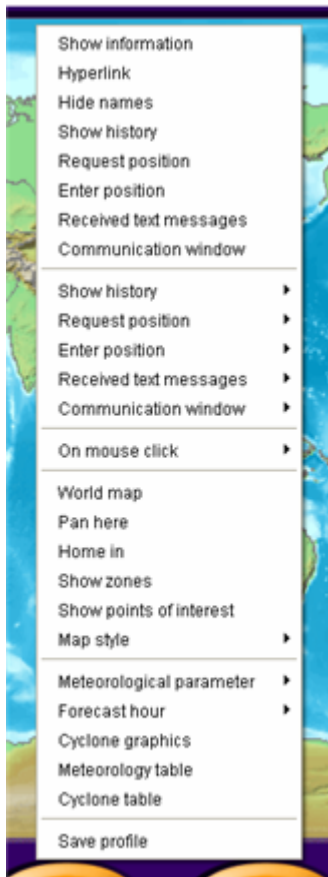 Show information
Hyperlink
Hide names
Show history
Request position
Enter position
Received text messages
Communication window
Show history
Request position
Enter position
Received text messages
Communication window
On mouse click
World map
Pan here
Home in
Show zones
Show points of interest
Map style
Meteorological parameter
Forecast hour
Cyclone graphics
Meteorology table
Cyclone table
Save profile